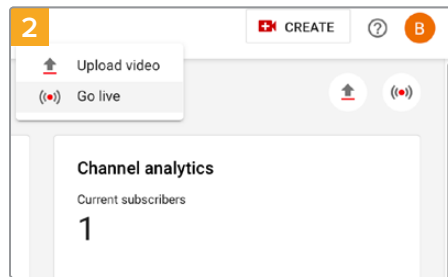 2
CREATE
B
Upload video
Go live
Channel analytics
Current subscribers
1